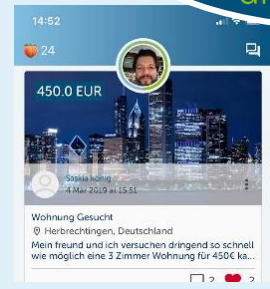 14:52
24
450.0 EUR
Saskia König
4 Mär 2019 at 15:51
Wohnung Gesucht
Herbrechtingen, Deutschland
Mein freund und ich versuchen dringend so schnell
wie möglich eine 3 Zimmer Wohnung für 450€ ka...
2 2